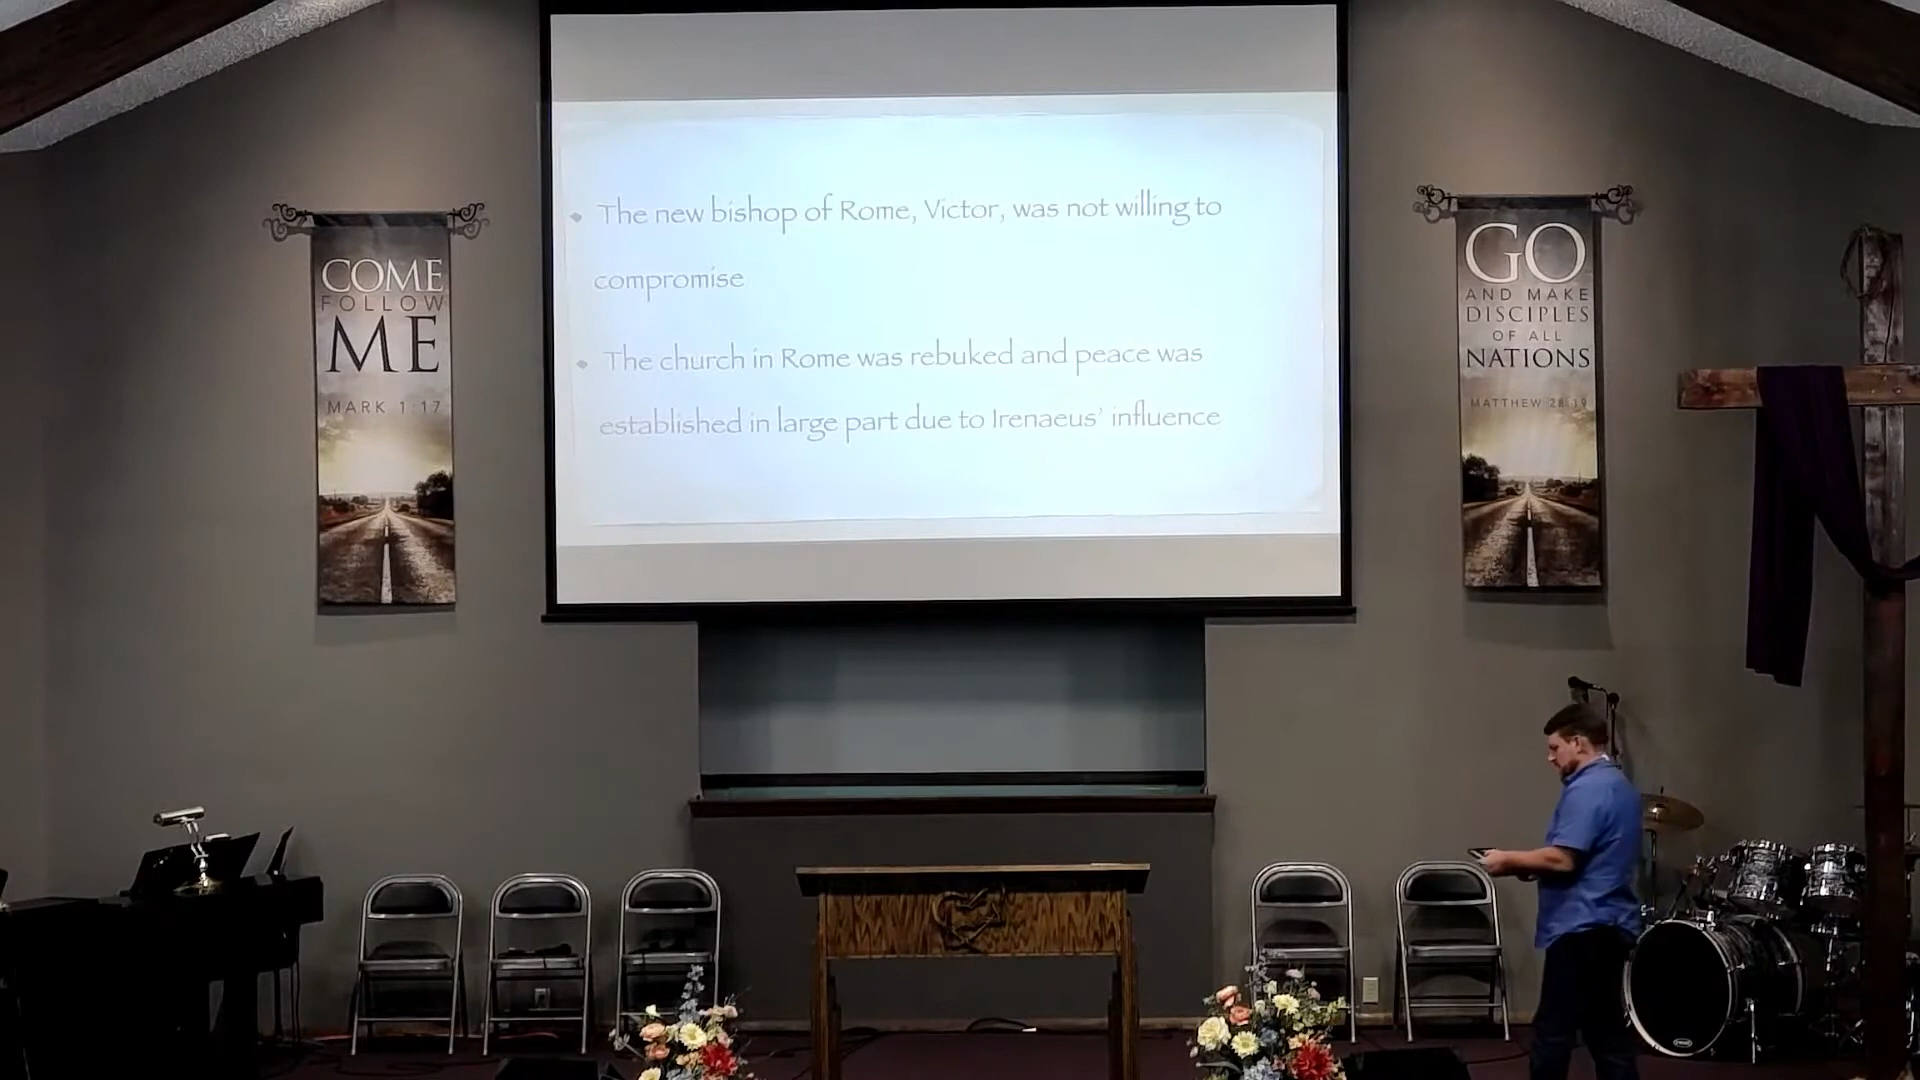 The new bishop of Rome, Victor, was not willing to
compromise
The church in Rome was rebuked and peace was
established in large part due to Irenaeus' influence
COME
FOLLOW
ME
MARK 1:17
GO
AND MAKE
DISCIPLES
OF ALL
NATIONS
MATTHEW 28:19